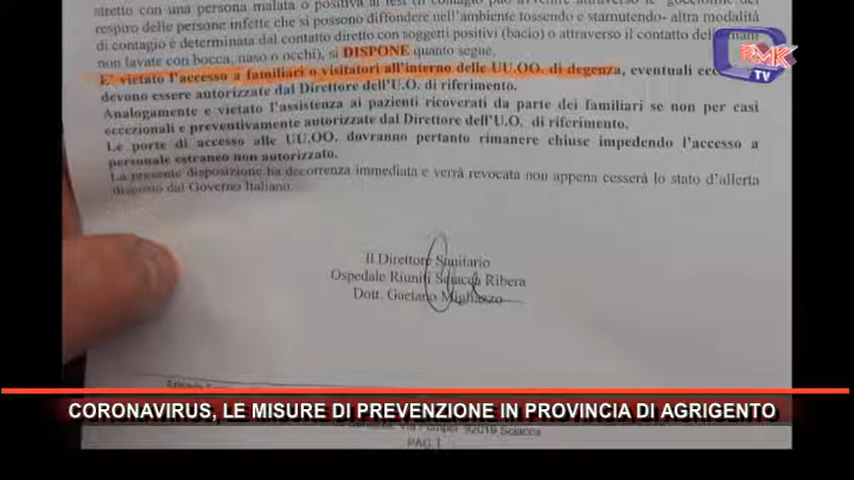 stretto con una persona malata o positiva ai test (il contagio può avvenire attraverso le goccioline del
respiro delle persone infette che si possono diffondere nell'ambiente tossendo e starnutendo- altra modalità
di contagio è determinata dal contatto diretto con soggetti positivi (bacio) o attraverso il contatto delle mani
non lavate con bocca, naso o occhi), si DISPONE quanto segue.
E' vietato l'accesso a familiari o visitatori all'interno delle UU.OO. di degenza, eventuali
devono essere autorizzate dal Direttore dell'U.O. di riferimento.
Analogamente è vietato l'assistenza ai pazienti ricoverati da parte dei familiari se non per casi
eccezionali e preventivamente autorizzate dal Direttore dell'U.O. di riferimento.
Le porte di accesso alle UU.OO. dovranno pertanto rimanere chiuse impedendo l'accesso a
personale estraneo non autorizzato.
La presente disposizione ha decorrenza immediata e verrà revocata non appena cesserà lo stato d'allerta
disposto dal Governo Italiano.
RMK
TV
Il Direttore Sanitario
Ospedale Riuniti Sciacca Ribera
Dott. Gaetano Migliazzo
CORONAVIRUS, LE MISURE DI PREVENZIONE IN PROVINCIA DI AGRIGENTO
Via Pompei 92019 Sciacca
PAG.1